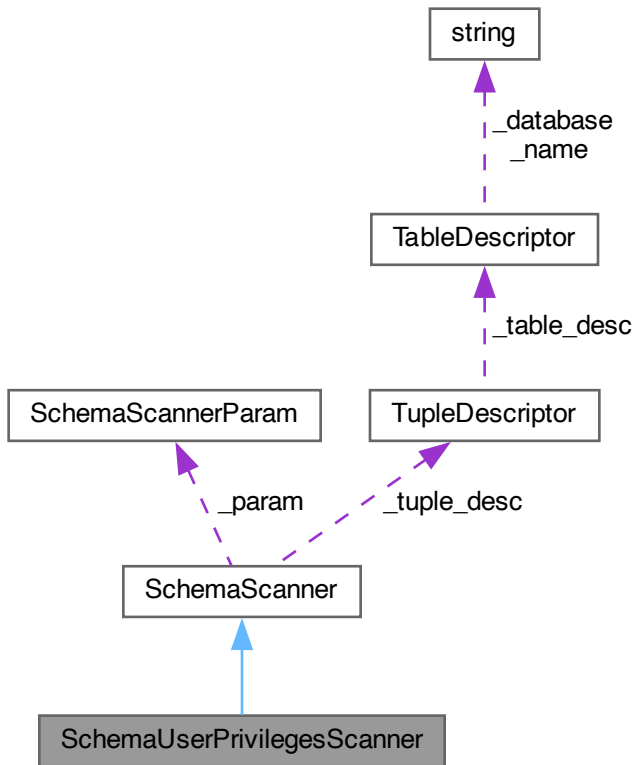 string
_database
_name
TableDescriptor
_table_desc
SchemaScannerParam
TupleDescriptor
_param
_tuple_desc
SchemaScanner
SchemaUserPrivilegesScanner